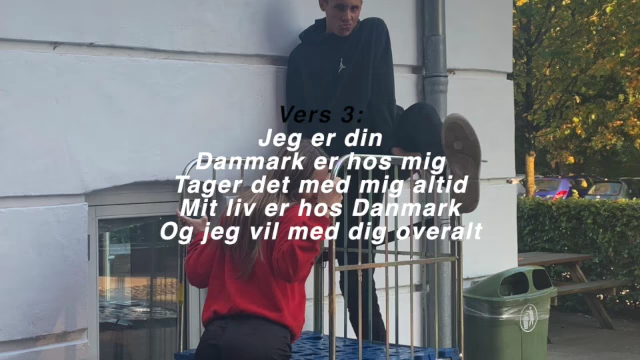 Vers 3:
Jeg er din
Danmark er hos mig
Tager det med mig altid
Mit liv er hos Danmark
Og jeg vil med dig overalt